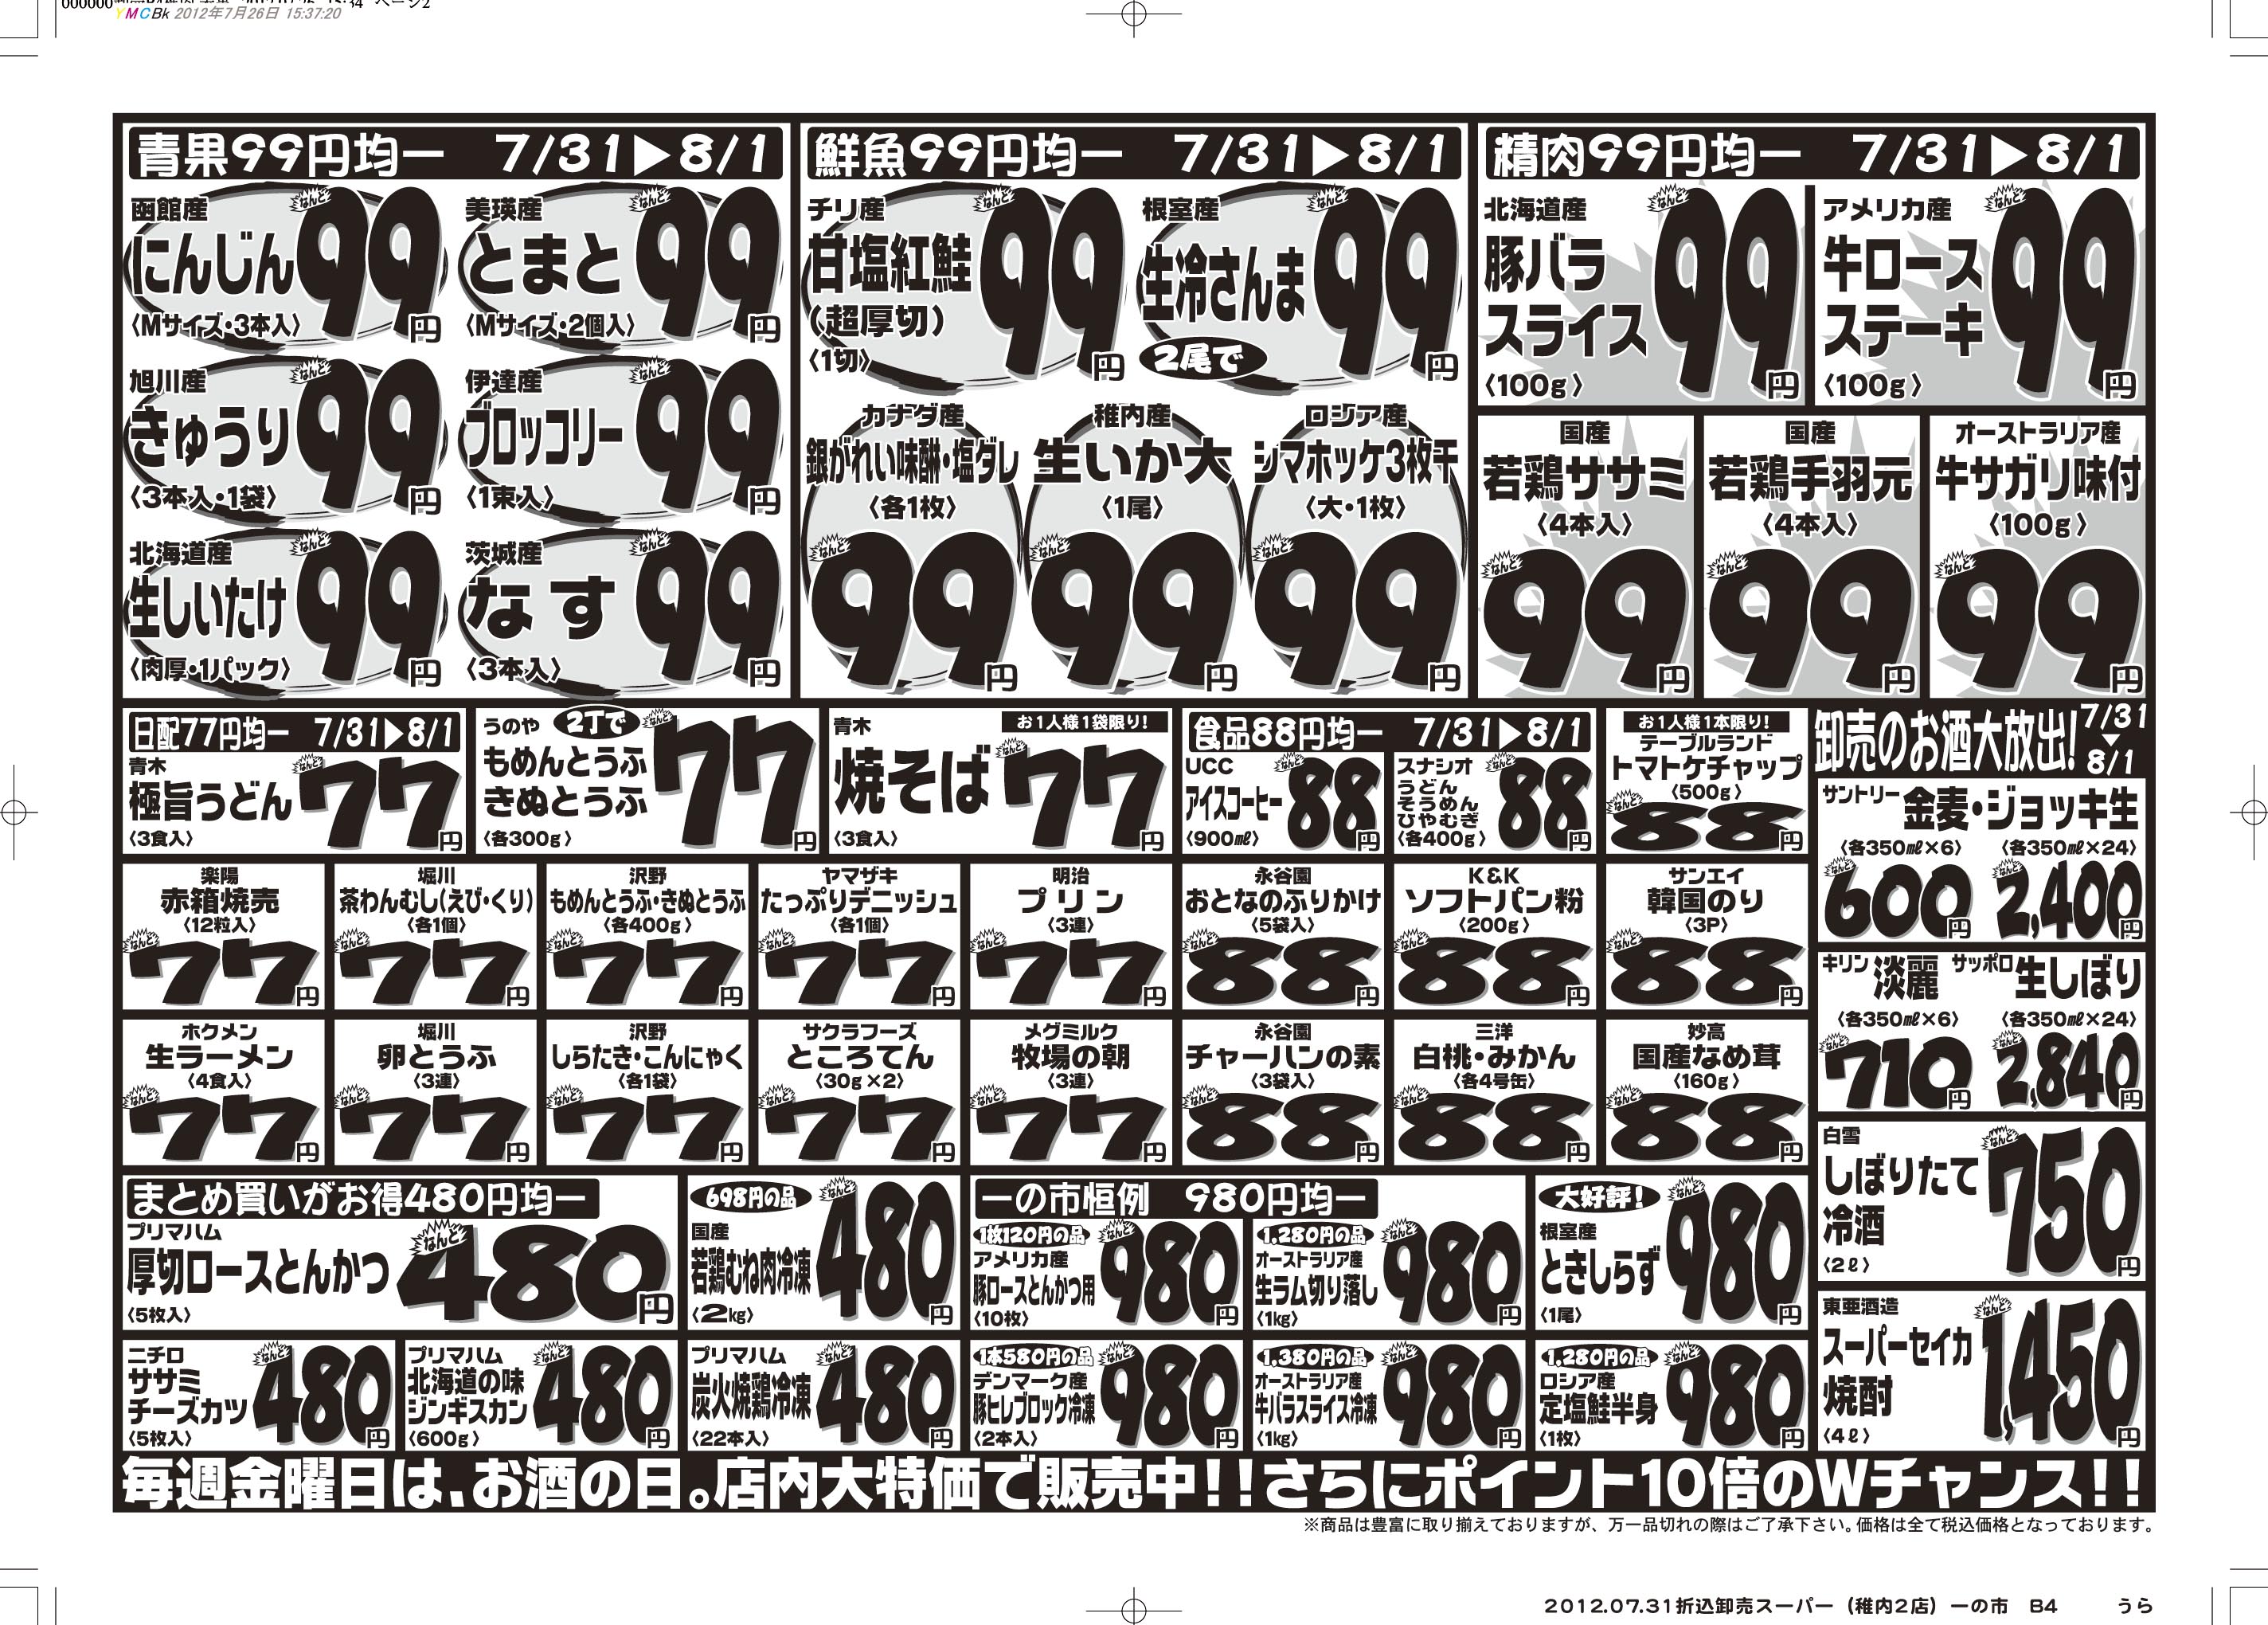 YMCBk 2012年7月26日 15:37:20
青果99円均一 7/31▶8/1
函館産
にんじん
〈Mサイズ・3本入〉
なんと
99円
美瑛産
とまと
〈Mサイズ・2個入〉
なんと
99円
旭川産
きゅうり
〈3本入・1袋〉
なんと
99円
伊達産
ブロッコリー
〈1束入〉
なんと
99円
北海道産
生しいたけ
〈肉厚・1パック〉
なんと
99円
茨城産
なす
〈3本入〉
なんと
99円
鮮魚99円均一 7/31▶8/1
チリ産
甘塩紅鮭
(超厚切)
〈1切〉
なんと
99円
根室産
生冷さんま
2尾で
なんと
99円
カナダ産
銀がれい味醂・塩ダレ
〈各1枚〉
なんと
99円
稚内産
生いか大
〈1尾〉
なんと
99円
ロシア産
シマホッケ3枚干
〈大・1枚〉
なんと
99円
精肉99円均一 7/31▶8/1
北海道産
豚バラ
スライス
〈100g〉
なんと
99円
アメリカ産
牛ロース
ステーキ
〈100g〉
なんと
99円
国産
若鶏ササミ
〈4本入〉
なんと
99円
国産
若鶏手羽元
〈4本入〉
なんと
99円
オーストラリア産
牛サガリ味付
〈100g〉
なんと
99円
日配77円均一 7/31▶8/1
青木
極旨うどん
〈3食入〉
なんと
77円
うのや
2丁で
もめんとうふ
きぬとうふ
〈各300g〉
なんと
77円
青木
お1人様1袋限り!
焼そば
〈3食入〉
なんと
77円
食品88円均一 7/31▶8/1
UCC
アイスコーヒー
〈900㎖〉
なんと
88円
スナシオ
うどん
そうめん
ひやむぎ
〈各400g〉
なんと
88円
お1人様1本限り!
テーブルランド
トマトケチャップ
〈500g〉
なんと
88円
卸売のお酒大放出! 7/31▼8/1
サントリー 金麦・ジョッキ生
〈各350㎖×6〉 〈各350㎖×24〉
なんと なんと
600円 2,400円
楽陽
赤箱焼売
〈12粒入〉
なんと
77円
堀川
茶わんむし(えび・くり)
〈各1個〉
なんと
77円
沢野
もめんとうふ・きぬとうふ
〈各400g〉
なんと
77円
ヤマザキ
たっぷりデニッシュ
〈各1個〉
なんと
77円
明治
プリン
〈3連〉
なんと
77円
永谷園
おとなのふりかけ
〈5袋入〉
なんと
88円
K&K
ソフトパン粉
〈200g〉
なんと
88円
サンエイ
韓国のり
〈3P〉
なんと
88円
キリン 淡麗 サッポロ 生しぼり
〈各350㎖×6〉 〈各350㎖×24〉
なんと なんと
710円 2,840円
ホクメン
生ラーメン
〈4食入〉
なんと
77円
堀川
卵とうふ
〈3連〉
なんと
77円
沢野
しらたき・こんにゃく
〈各1袋〉
なんと
77円
サクラフーズ
ところてん
〈30g×2〉
なんと
77円
メグミルク
牧場の朝
〈3連〉
なんと
77円
永谷園
チャーハンの素
〈3袋入〉
なんと
88円
三洋
白桃・みかん
〈各4号缶〉
なんと
88円
妙高
国産なめ茸
〈160g〉
なんと
88円
白雪
しぼりたて
冷酒
〈2ℓ〉
なんと
750円
まとめ買いがお得480円均一
プリマハム
厚切ロースとんかつ
〈5枚入〉
なんと
480円
698円の品
国産
若鶏むね肉冷凍
〈2kg〉
なんと
480円
一の市恒例 980円均一
1枚120円の品
アメリカ産
豚ロースとんかつ用
〈10枚〉
なんと
980円
1,280円の品
オーストラリア産
生ラム切り落し
〈1kg〉
なんと
980円
大好評!
根室産
ときしらず
〈1尾〉
なんと
980円
東亜酒造
スーパーセイカ
焼酎
〈4ℓ〉
なんと
1,450円
ニチロ
ササミ
チーズカツ
〈5枚入〉
なんと
480円
プリマハム
北海道の味
ジンギスカン
〈600g〉
なんと
480円
プリマハム
炭火焼鶏冷凍
〈22本入〉
なんと
480円
1本580円の品
デンマーク産
豚ヒレブロック冷凍
〈2本入〉
なんと
980円
1,380円の品
オーストラリア産
牛バラスライス冷凍
〈1kg〉
なんと
980円
1,280円の品
ロシア産
定塩鮭半身
〈1枚〉
なんと
980円
毎週金曜日は、お酒の日。店内大特価で販売中!!さらにポイント10倍のWチャンス!!
※商品は豊富に取り揃えておりますが、万一品切れの際はご了承下さい。価格は全て税込価格となっております。
2012.07.31折込卸売スーパー(稚内2店)一の市 B4 うら